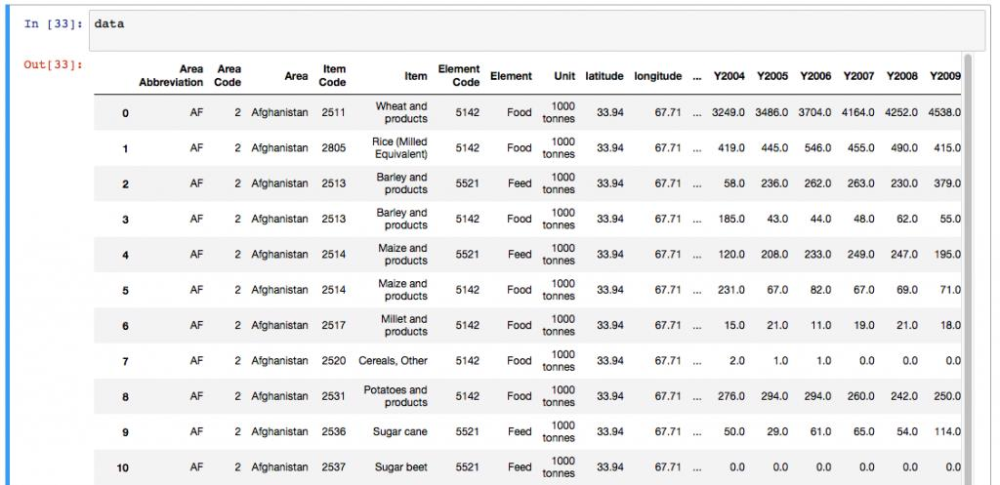 In [33]: data
Out[33]:
Area Abbreviation Area Code Area Item Code Item Element Code Element Unit latitude longitude ... Y2004 Y2005 Y2006 Y2007 Y2008 Y2009
0 AF 2 Afghanistan 2511 Wheat and products 5142 Food 1000 tonnes 33.94 67.71 ... 3249.0 3486.0 3704.0 4164.0 4252.0 4538.0
1 AF 2 Afghanistan 2805 Rice (Milled Equivalent) 5142 Food 1000 tonnes 33.94 67.71 ... 419.0 445.0 546.0 455.0 490.0 415.0
2 AF 2 Afghanistan 2513 Barley and products 5521 Feed 1000 tonnes 33.94 67.71 ... 58.0 236.0 262.0 263.0 230.0 379.0
3 AF 2 Afghanistan 2513 Barley and products 5142 Food 1000 tonnes 33.94 67.71 ... 185.0 43.0 44.0 48.0 62.0 55.0
4 AF 2 Afghanistan 2514 Maize and products 5521 Feed 1000 tonnes 33.94 67.71 ... 120.0 208.0 233.0 249.0 247.0 195.0
5 AF 2 Afghanistan 2514 Maize and products 5142 Food 1000 tonnes 33.94 67.71 ... 231.0 67.0 82.0 67.0 69.0 71.0
6 AF 2 Afghanistan 2517 Millet and products 5142 Food 1000 tonnes 33.94 67.71 ... 15.0 21.0 11.0 19.0 21.0 18.0
7 AF 2 Afghanistan 2520 Cereals, Other 5142 Food 1000 tonnes 33.94 67.71 ... 2.0 1.0 1.0 0.0 0.0 0.0
8 AF 2 Afghanistan 2531 Potatoes and products 5142 Food 1000 tonnes 33.94 67.71 ... 276.0 294.0 294.0 260.0 242.0 250.0
9 AF 2 Afghanistan 2536 Sugar cane 5521 Feed 1000 tonnes 33.94 67.71 ... 50.0 29.0 61.0 65.0 54.0 114.0
10 AF 2 Afghanistan 2537 Sugar beet 5521 Feed 1000 tonnes 33.94 67.71 ... 0.0 0.0 0.0 0.0 0.0 0.0